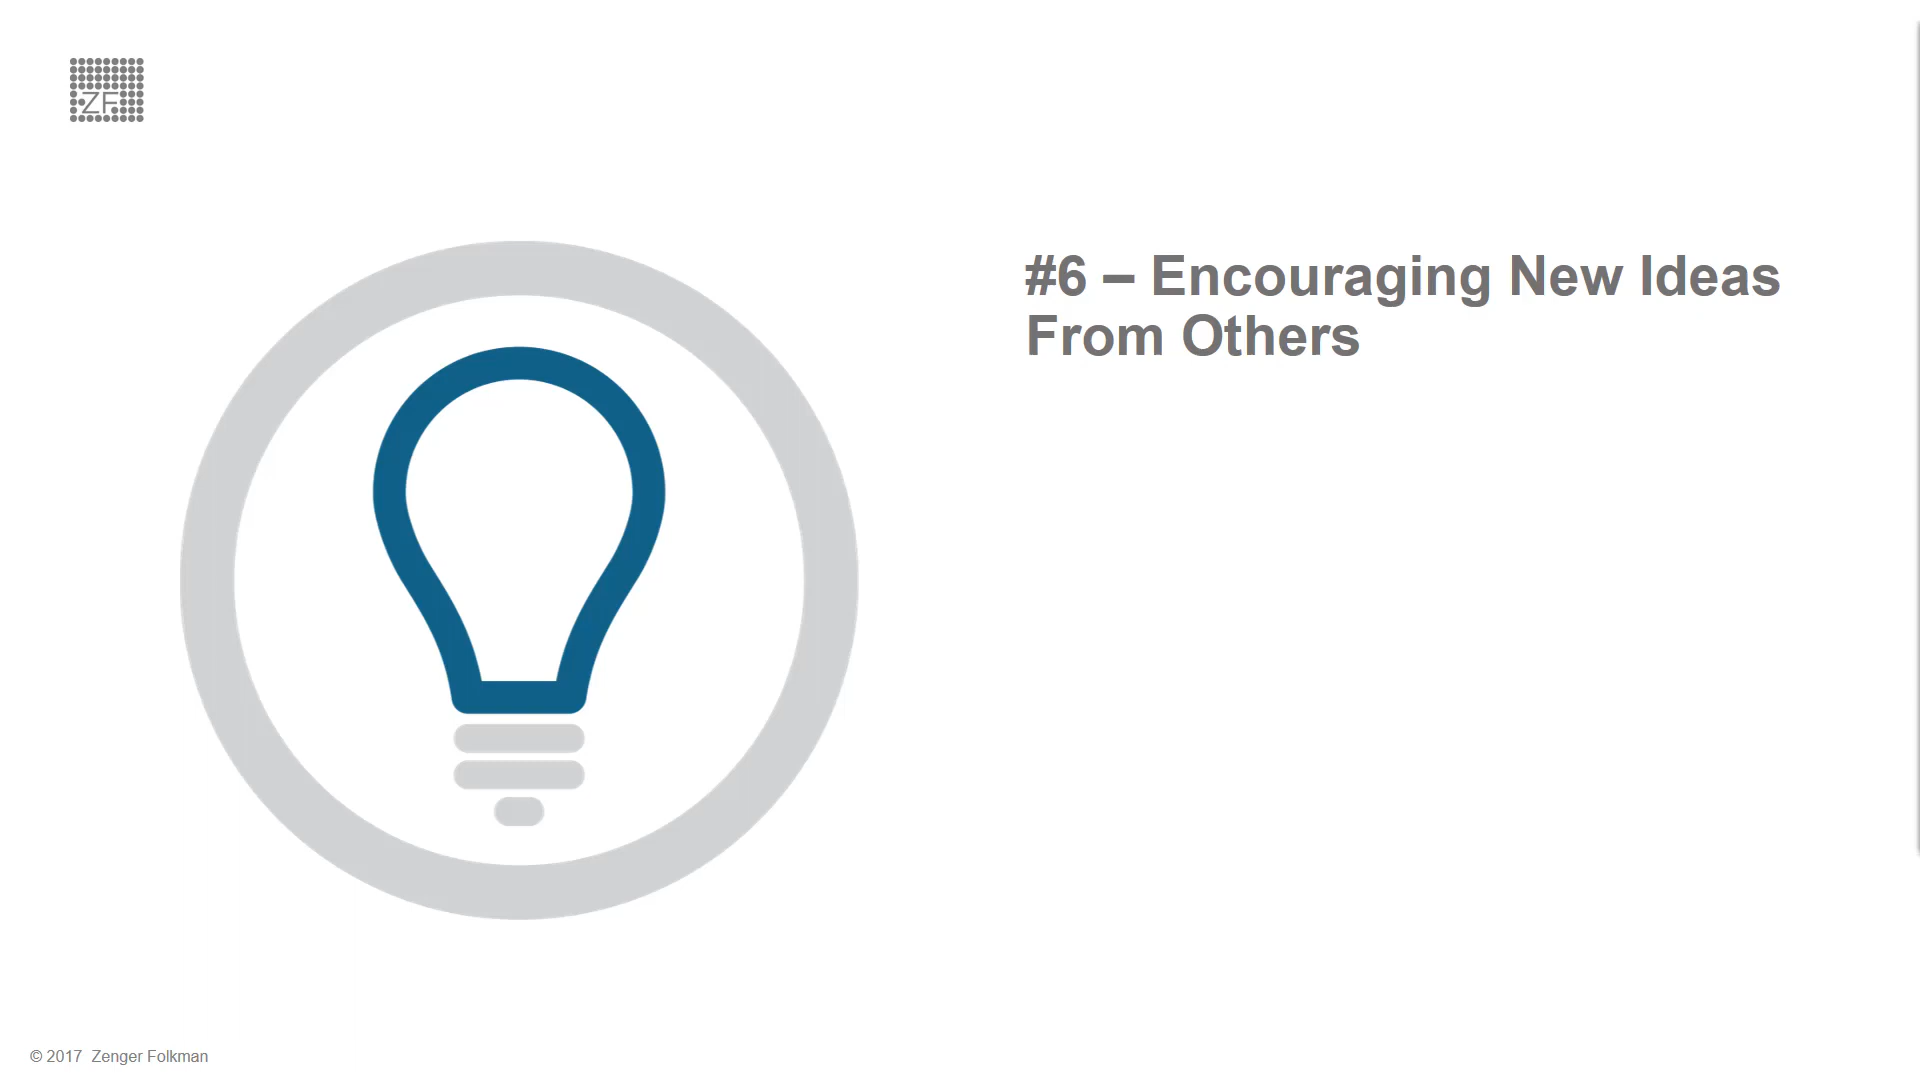 ZF
#6 – Encouraging New Ideas
From Others
© 2017 Zenger Folkman